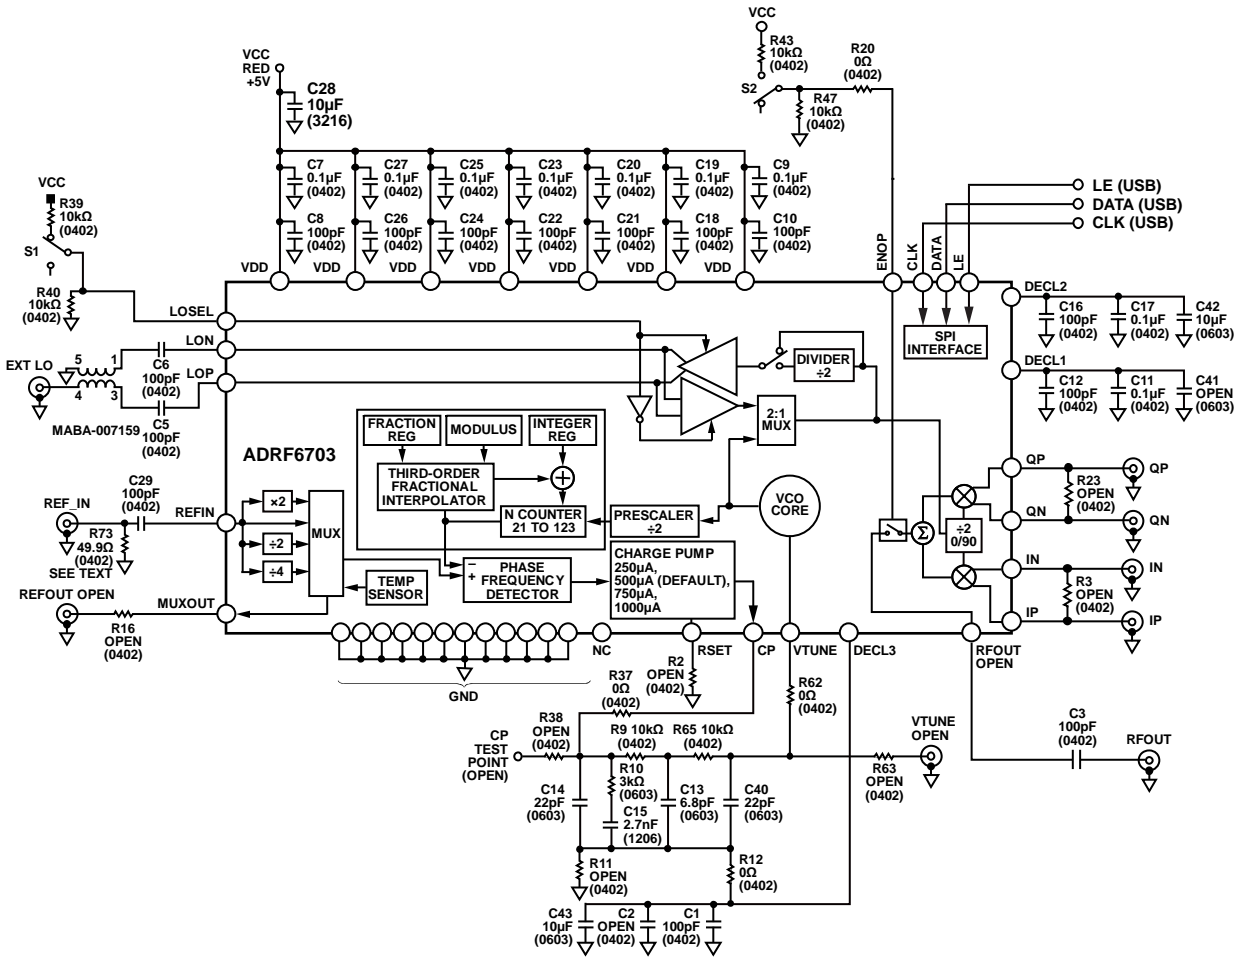 VCC
R43
10kΩ
(0402)
R20
0Ω
(0402)
S2
R47
10kΩ
(0402)
VCC
RED
+5V
C28
10µF
(3216)
C7
0.1µF
(0402)
C27
0.1µF
(0402)
C25
0.1µF
(0402)
C23
0.1µF
(0402)
C20
0.1µF
(0402)
C19
0.1µF
(0402)
C9
0.1µF
(0402)
C8
100pF
(0402)
C26
100pF
(0402)
C24
100pF
(0402)
C22
100pF
(0402)
C21
100pF
(0402)
C18
100pF
(0402)
C10
100pF
(0402)
VDD
VDD
VDD
VDD
VDD
VDD
VDD
ENOP
CLK
DATA
LE
LE (USB)
DATA (USB)
CLK (USB)
VCC
R39
10kΩ
(0402)
S1
R40
10kΩ
(0402)
LOSEL
LON
LOP
EXT LO
5
1
4
3
C6
100pF
(0402)
C5
100pF
(0402)
MABA-007159
SPI
INTERFACE
DECL2
C16
100pF
(0402)
C17
0.1µF
(0402)
C42
10µF
(0603)
DECL1
C12
100pF
(0402)
C11
0.1µF
(0402)
C41
OPEN
(0603)
DIVIDER
÷2
2:1
MUX
ADRF6703
FRACTION
REG
MODULUS
INTEGER
REG
THIRD-ORDER
FRACTIONAL
INTERPOLATOR
+
N COUNTER
21 TO 123
PRESCALER
÷2
VCO
CORE
REF_IN
C29
100pF
(0402)
REFIN
R73
49.9Ω
(0402)
SEE TEXT
×2
÷2
÷4
MUX
TEMP
SENSOR
−
+
PHASE
FREQUENCY
DETECTOR
CHARGE PUMP
250µA,
500µA (DEFAULT),
750µA,
1000µA
Σ
÷2
0/90
QP
QP
R23
OPEN
(0402)
QN
QN
IN
IN
R3
OPEN
(0402)
IP
IP
REFOUT OPEN
MUXOUT
R16
OPEN
(0402)
NC
RSET
CP
VTUNE
DECL3
RFOUT
OPEN
GND
R2
OPEN
(0402)
R37
0Ω
(0402)
R62
0Ω
(0402)
CP
TEST
POINT
(OPEN)
R38
OPEN
(0402)
R9 10kΩ
(0402)
R65 10kΩ
(0402)
R10
3kΩ
(0603)
C14
22pF
(0603)
C15
2.7nF
(1206)
C13
6.8pF
(0603)
C40
22pF
(0603)
R63
OPEN
(0402)
VTUNE
OPEN
C3
100pF
(0402)
RFOUT
R11
OPEN
(0402)
R12
0Ω
(0402)
C43
10µF
(0603)
C2
OPEN
(0402)
C1
100pF
(0402)